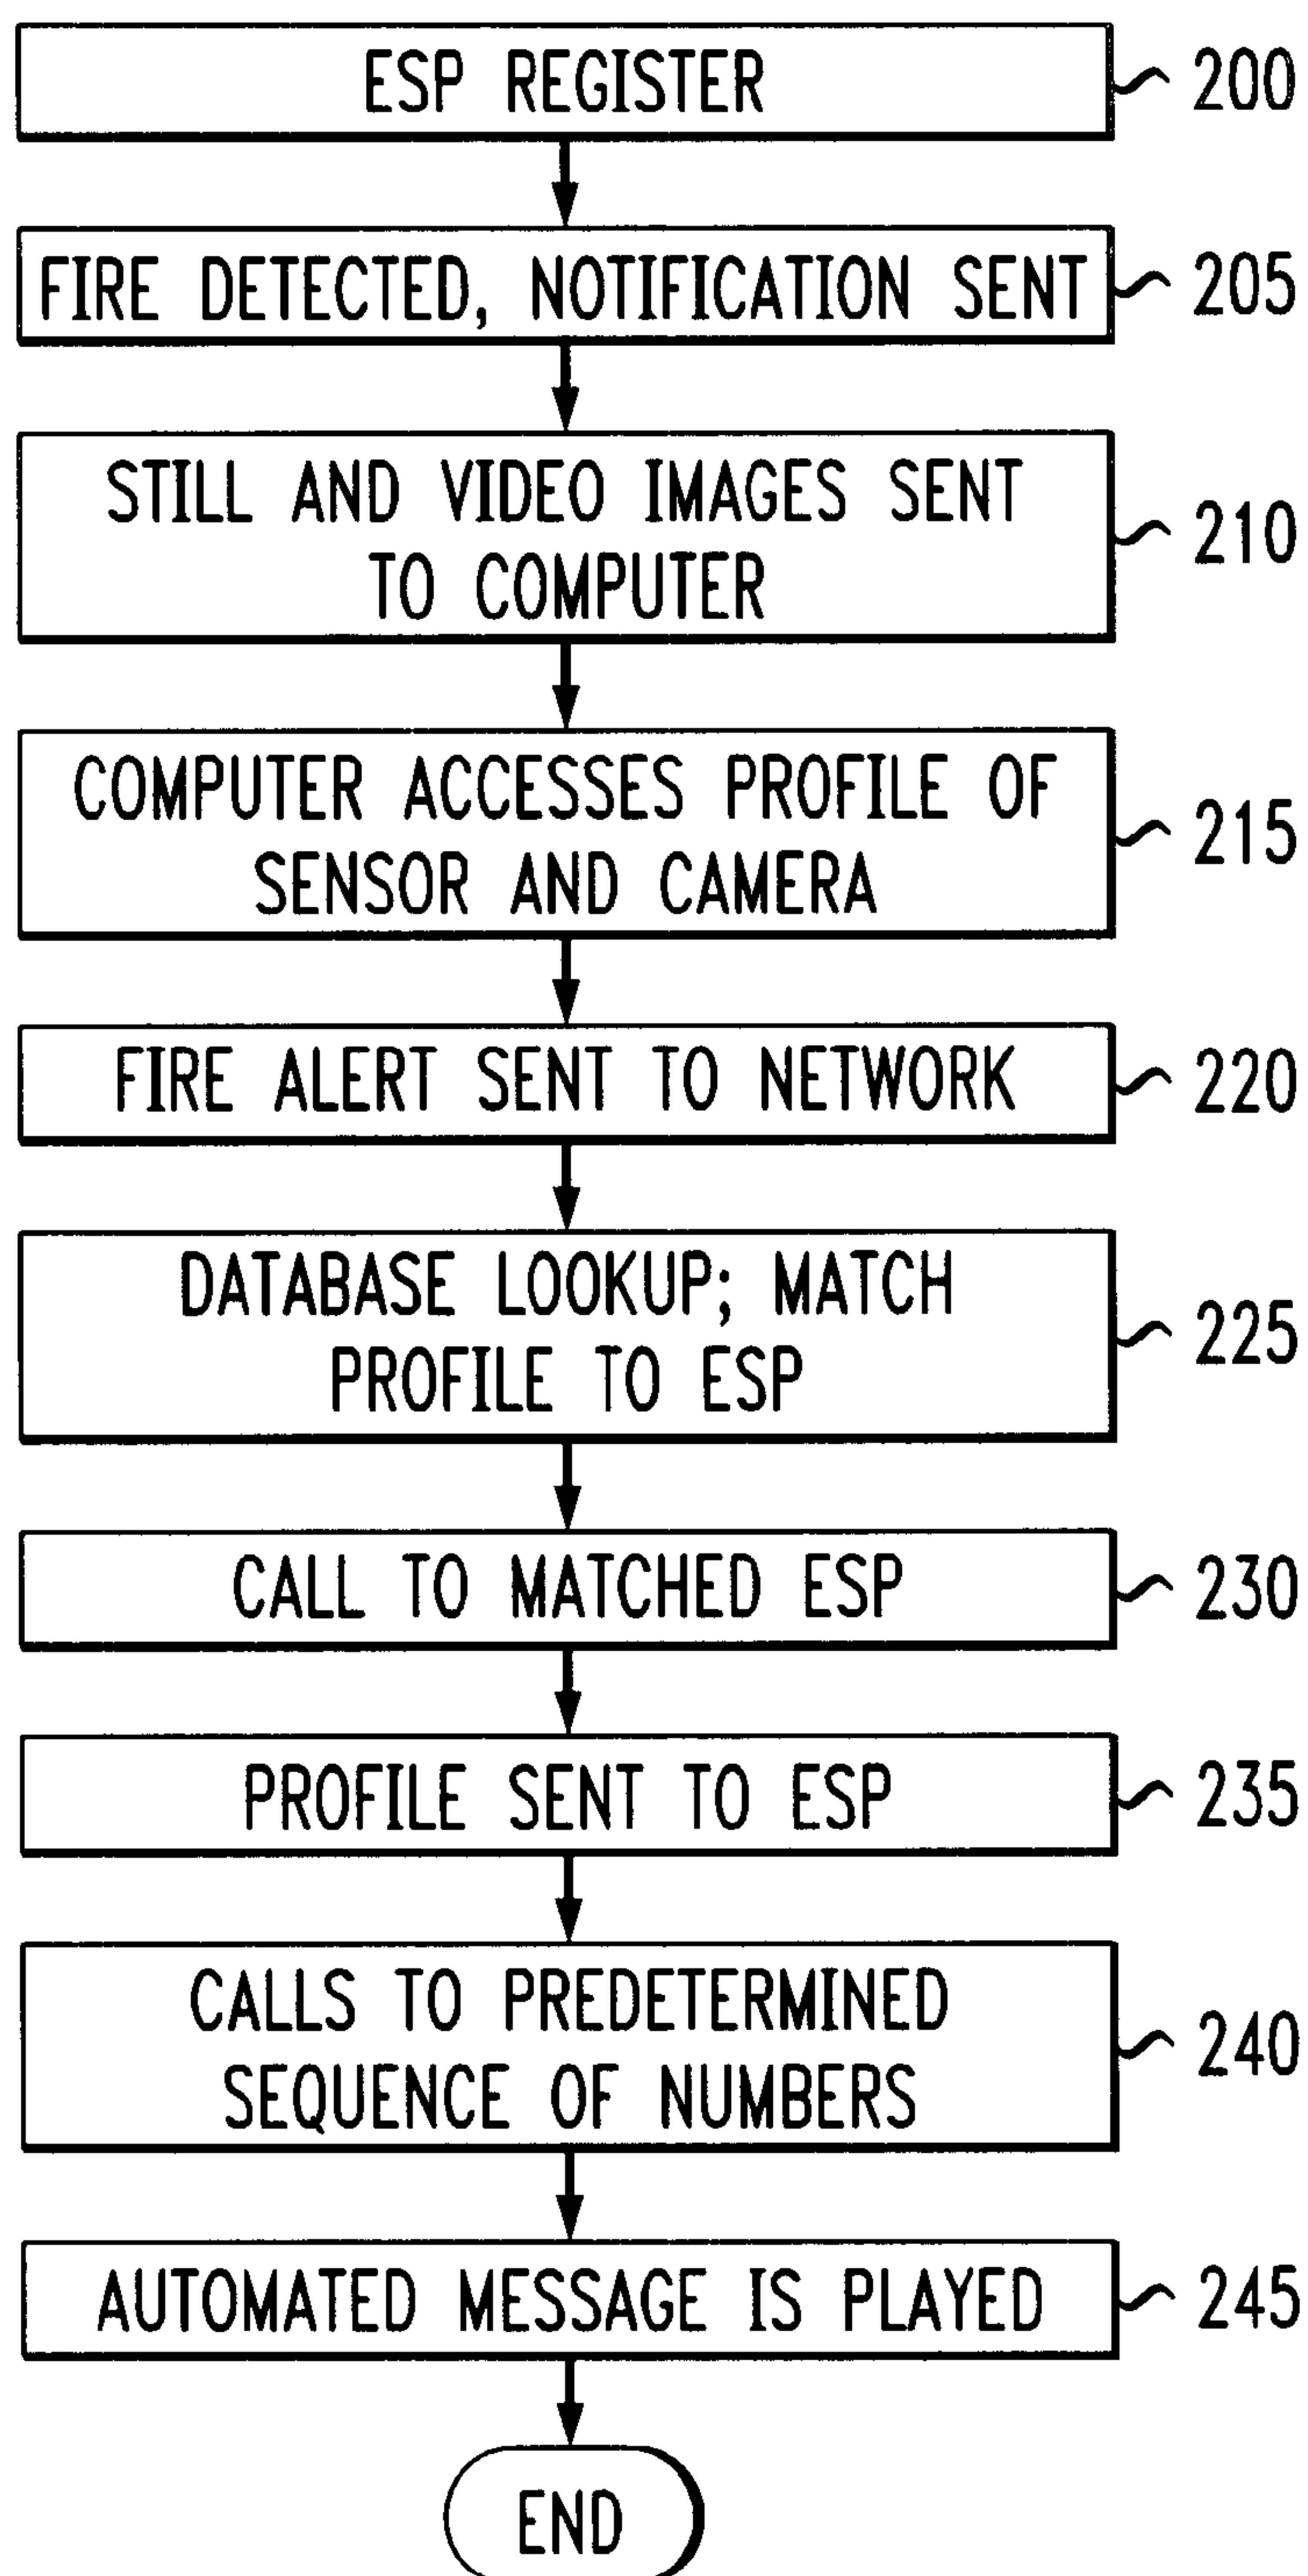 ESP REGISTER
200
FIRE DETECTED, NOTIFICATION SENT
205
STILL AND VIDEO IMAGES SENT
TO COMPUTER
210
COMPUTER ACCESSES PROFILE OF
SENSOR AND CAMERA
215
FIRE ALERT SENT TO NETWORK
220
DATABASE LOOKUP; MATCH
PROFILE TO ESP
225
CALL TO MATCHED ESP
230
PROFILE SENT TO ESP
235
CALLS TO PREDETERMINED
SEQUENCE OF NUMBERS
240
AUTOMATED MESSAGE IS PLAYED
245
END